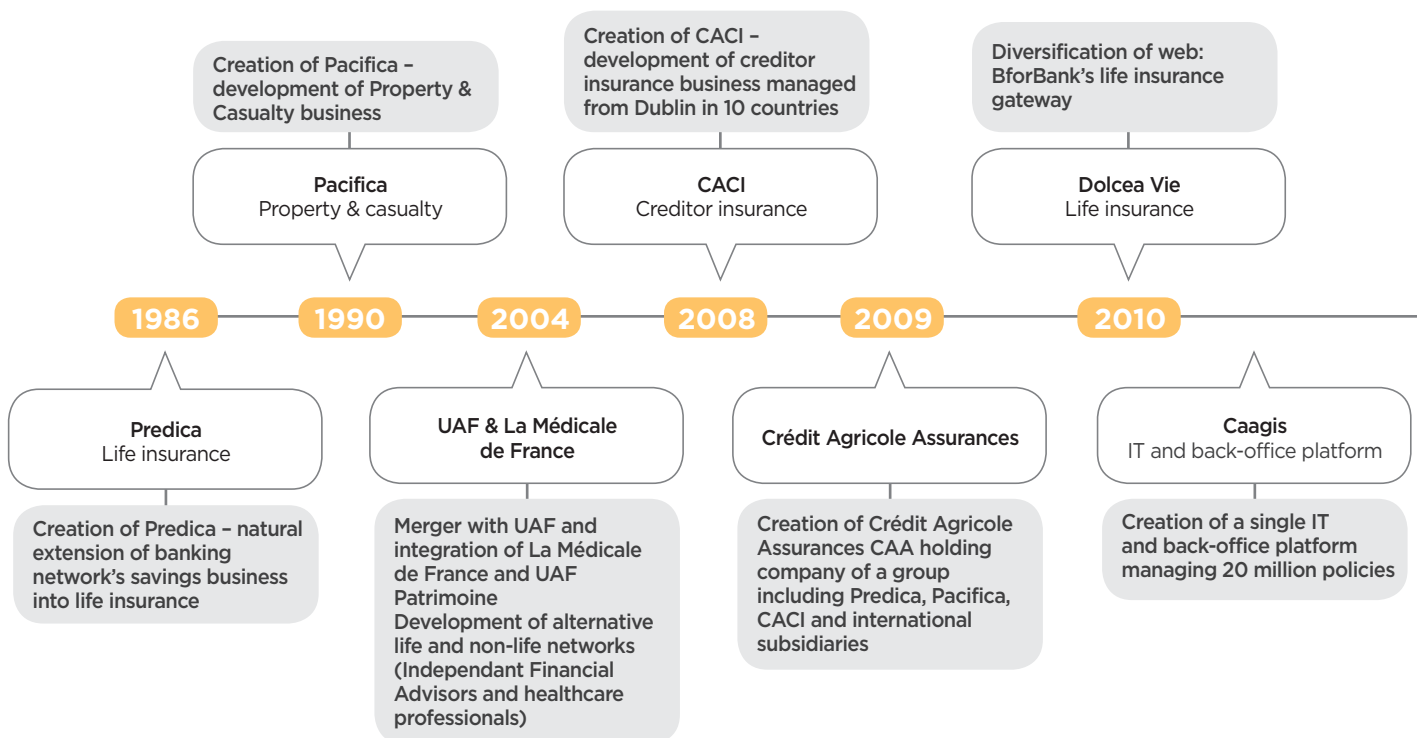 Creation of Pacifica –
development of Property &
Casualty business
Pacifica
Property & casualty
Creation of CACI –
development of creditor
insurance business managed
from Dublin in 10 countries
CACI
Creditor insurance
Diversification of web:
BforBank's life insurance
gateway
Dolcea Vie
Life insurance
1986
1990
2004
2008
2009
2010
Predica
Life insurance
Creation of Predica – natural
extension of banking
network's savings business
into life insurance
UAF & La Médicale
de France
Merger with UAF and
integration of La Médicale
de France and UAF
Patrimoine
Development of alternative
life and non-life networks
(Independant Financial
Advisors and healthcare
professionals)
Crédit Agricole Assurances
Creation of Crédit Agricole
Assurances CAA holding
company of a group
including Predica, Pacifica,
CACI and international
subsidiaries
Caagis
IT and back-office platform
Creation of a single IT
and back-office platform
managing 20 million policies